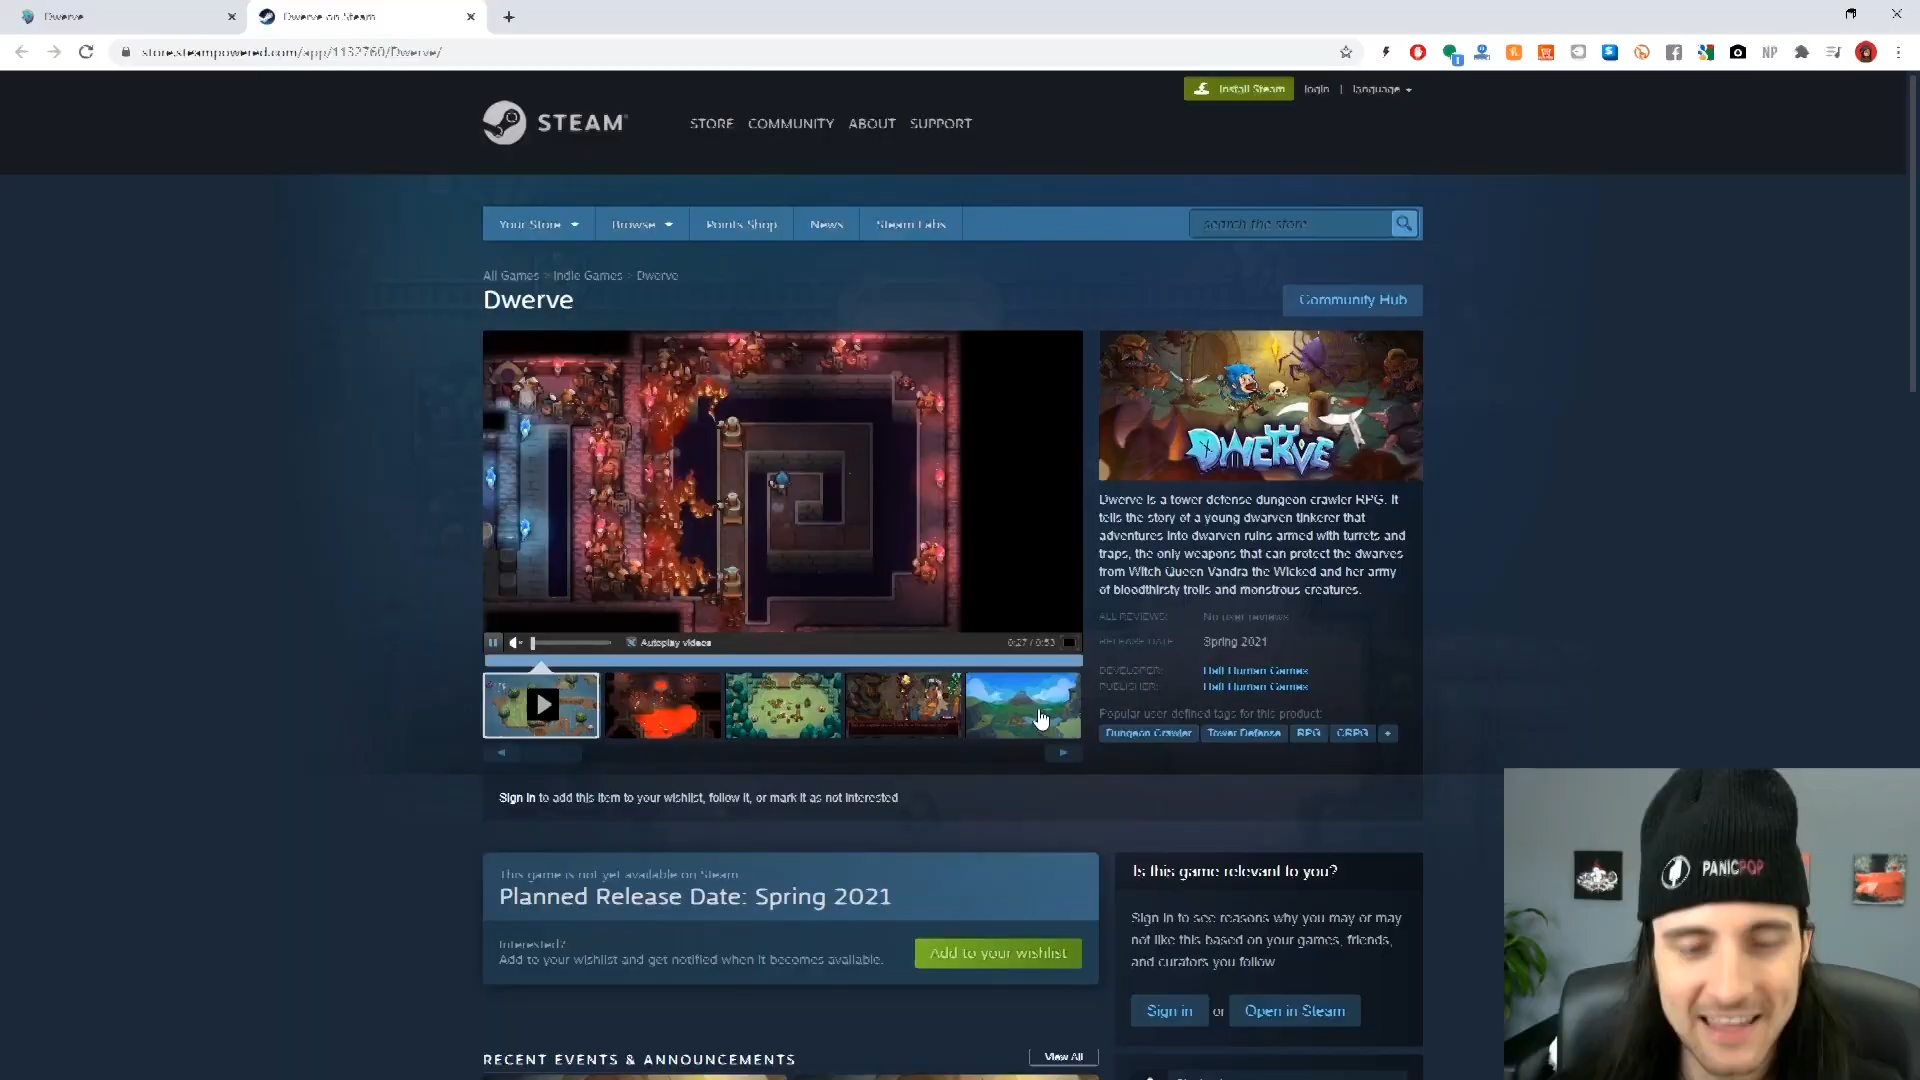 Dwerve
Dwerve on Steam
store.steampowered.com/app/1132760/Dwerve/
NP
Install Steam login | language
STEAM
STORE COMMUNITY ABOUT SUPPORT
Your Store Browse Points Shop News Steam Labs search the store
All Games > Indie Games > Dwerve
Dwerve
Community Hub
DWERVE
Dwerve is a tower defense dungeon crawler RPG. It
tells the story of a young dwarven tinkerer that
adventures into dwarven ruins armed with turrets and
traps, the only weapons that can protect the dwarves
from Witch Queen Vandra the Wicked and her army
of bloodthirsty trolls and monstrous creatures.
ALL REVIEWS: No user reviews
RELEASE DATE: Spring 2021
DEVELOPER: Half Human Games
PUBLISHER: Half Human Games
Popular user-defined tags for this product:
Dungeon Crawler Tower Defense RPG CRPG +
Autoplay videos 0:27 / 0:53
Sign in to add this item to your wishlist, follow it, or mark it as not interested
This game is not yet available on Steam
Planned Release Date: Spring 2021
Interested?
Add to your wishlist and get notified when it becomes available.
Add to your wishlist
Is this game relevant to you?
Sign in to see reasons why you may or may
not like this based on your games, friends,
and curators you follow
Sign in or Open in Steam
RECENT EVENTS & ANNOUNCEMENTS View All
PANICPOP